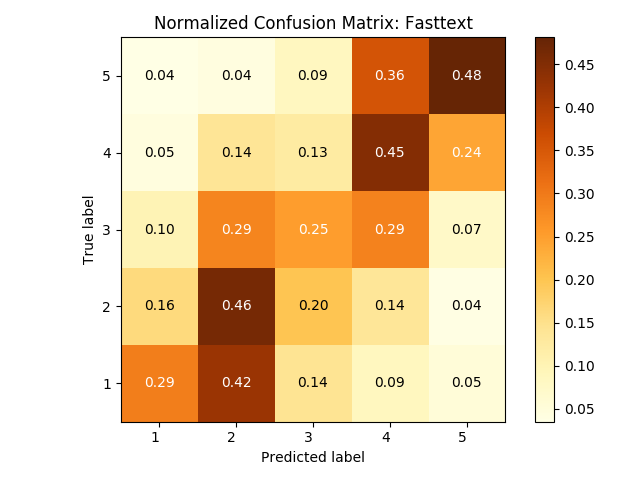 Normalized Confusion Matrix: Fasttext
5 0.04 0.04 0.09 0.36 0.48
4 0.05 0.14 0.13 0.45 0.24
3 0.10 0.29 0.25 0.29 0.07
2 0.16 0.46 0.20 0.14 0.04
1 0.29 0.42 0.14 0.09 0.05
1 2 3 4 5
True label
Predicted label
0.45
0.40
0.35
0.30
0.25
0.20
0.15
0.10
0.05